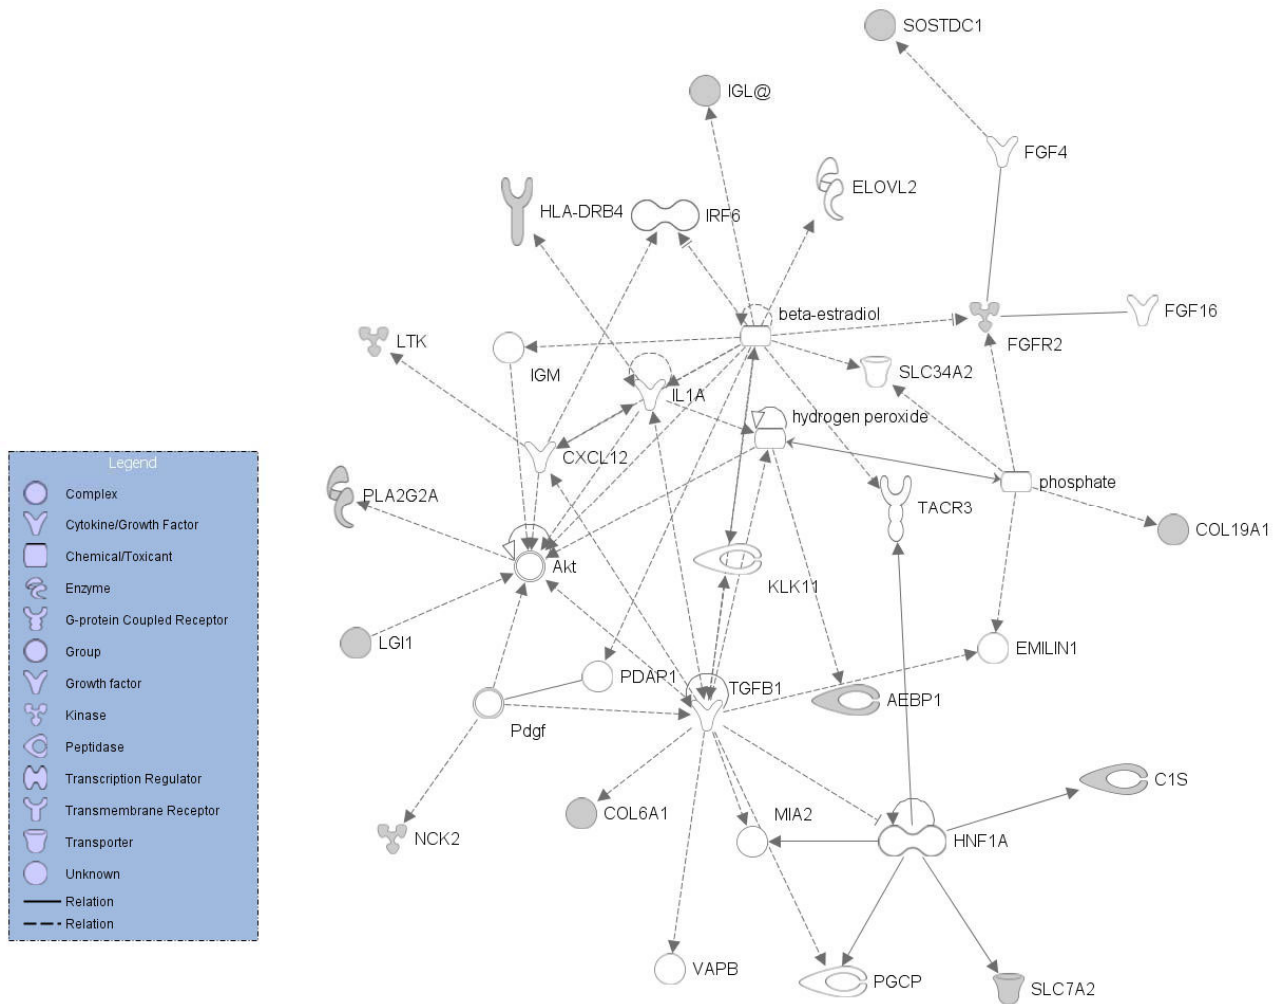 SOSTDC1
IGL@
FGF4
ELOVL2
HLA-DRB4
IRF6
beta-estradiol
FGF16
LTK
FGFR2
IGM
SLC34A2
IL1A
hydrogen peroxide
CXCL12
Legend
Complex
Cytokine/Growth Factor
Chemical/Toxicant
Enzyme
G-protein Coupled Receptor
Group
Growth factor
Kinase
Peptidase
Transcription Regulator
Transmembrane Receptor
Transporter
Unknown
Relation
Relation
phosphate
PLA2G2A
TACR3
COL19A1
Akt
KLK11
LGI1
EMILIN1
PDAP1
TGFB1
AEBP1
Pdgf
C1S
COL6A1
MIA2
NCK2
HNF1A
VAPB
PGCP
SLC7A2